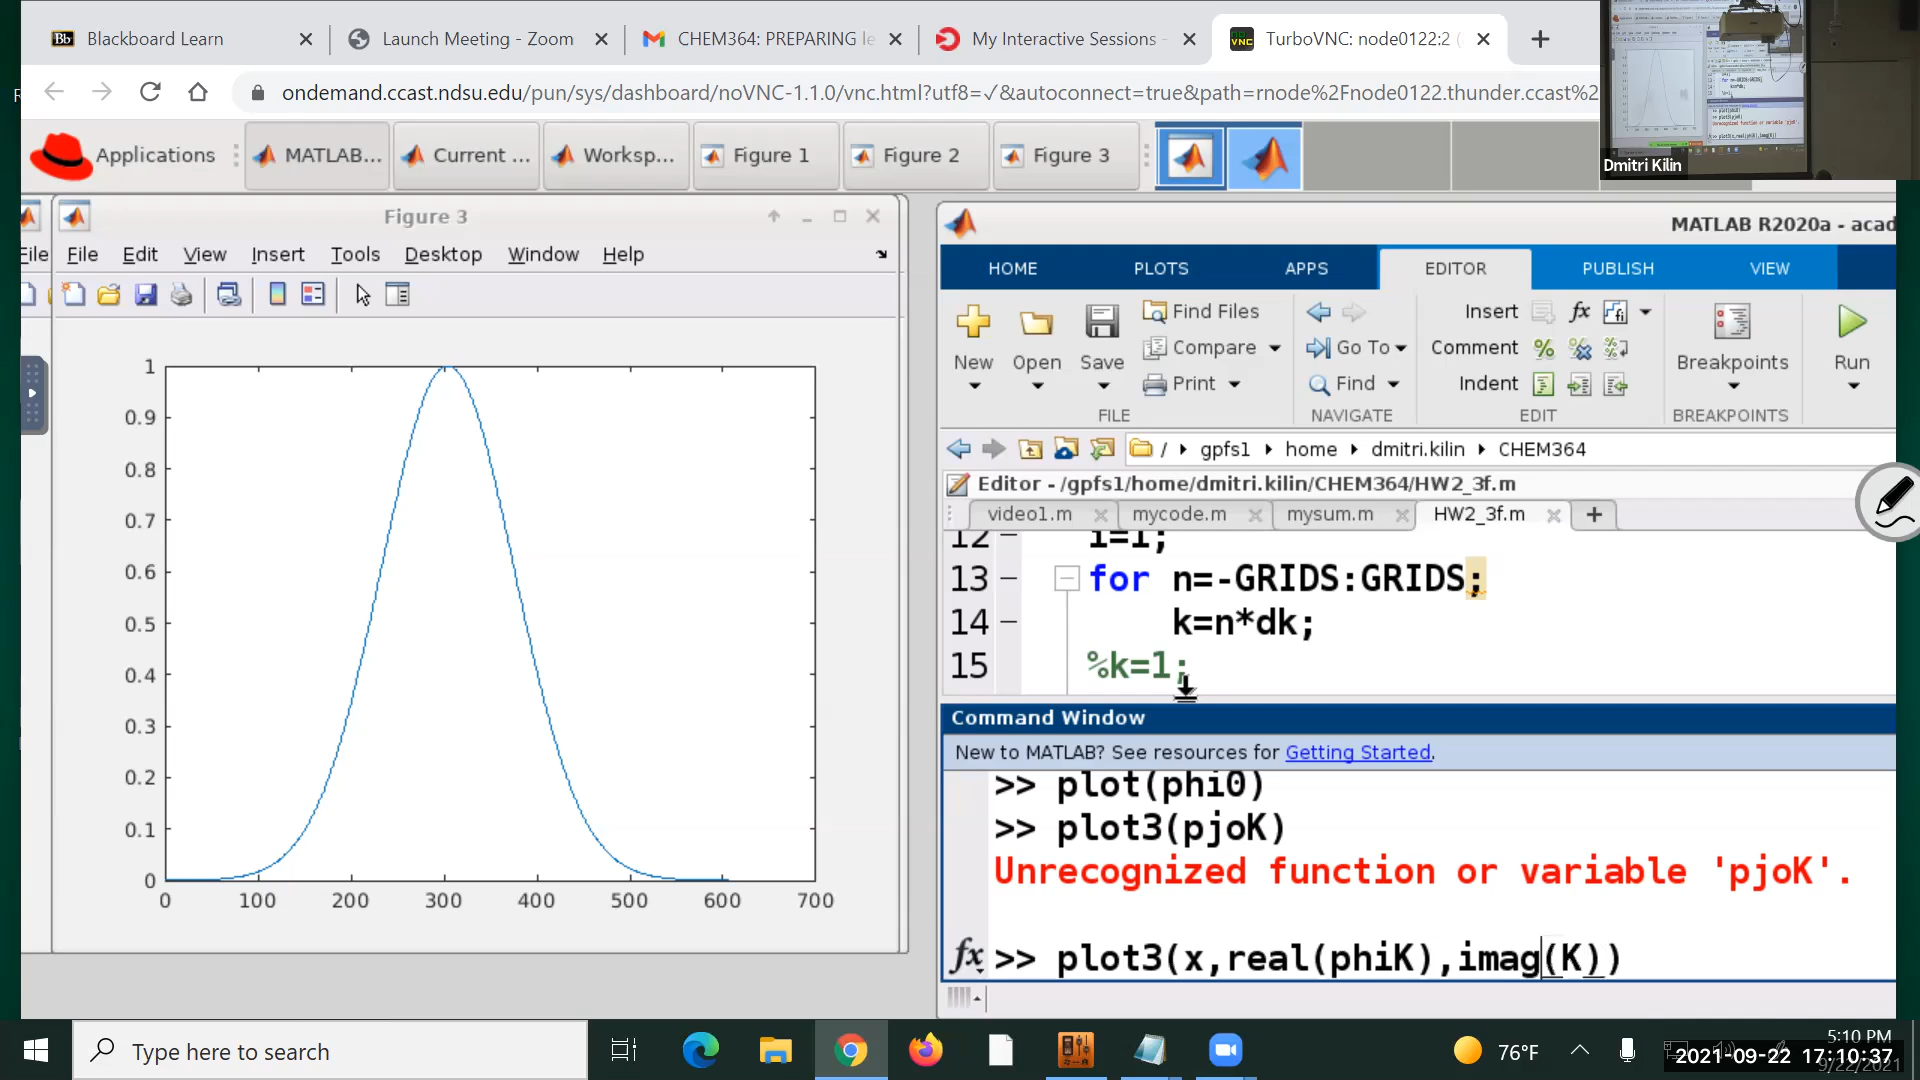 Blackboard Learn
Launch Meeting - Zoom
CHEM364: PREPARING le
My Interactive Sessions -
TurboVNC: node0122:2 (
ondemand.ccast.ndsu.edu/pun/sys/dashboard/noVNC-1.1.0/vnc.html?utf8=✓&autoconnect=true&path=rnode%2Fnode0122.thunder.ccast%2
Dmitri Kilin
Applications
MATLAB...
Current ...
Worksp...
Figure 1
Figure 2
Figure 3
Figure 3
File
File Edit View Insert Tools Desktop Window Help
1
0.9
0.8
0.7
0.6
0.5
0.4
0.3
0.2
0.1
0
0 100 200 300 400 500 600 700
MATLAB R2020a - acad
HOME PLOTS APPS EDITOR PUBLISH VIEW
New Open Save
Find Files
Compare
Print
FILE
Go To
Find
NAVIGATE
Insert fx fi
Comment
Indent
EDIT
Breakpoints
BREAKPOINTS
Run
/ gpfs1 home dmitri.kilin CHEM364
Editor - /gpfs1/home/dmitri.kilin/CHEM364/HW2_3f.m
video1.m mycode.m mysum.m HW2_3f.m +
12 – i=1;
13 – for n=-GRIDS:GRIDS;
14 – k=n*dk;
15 %k=1;
Command Window
New to MATLAB? See resources for Getting Started.
>> plot(phi0)
>> plot3(pjoK)
Unrecognized function or variable 'pjoK'.
fx >> plot3(x,real(phiK),imag(K))
Type here to search
76°F
5:10 PM
9/22/2021
2021-09-22 17:10:37